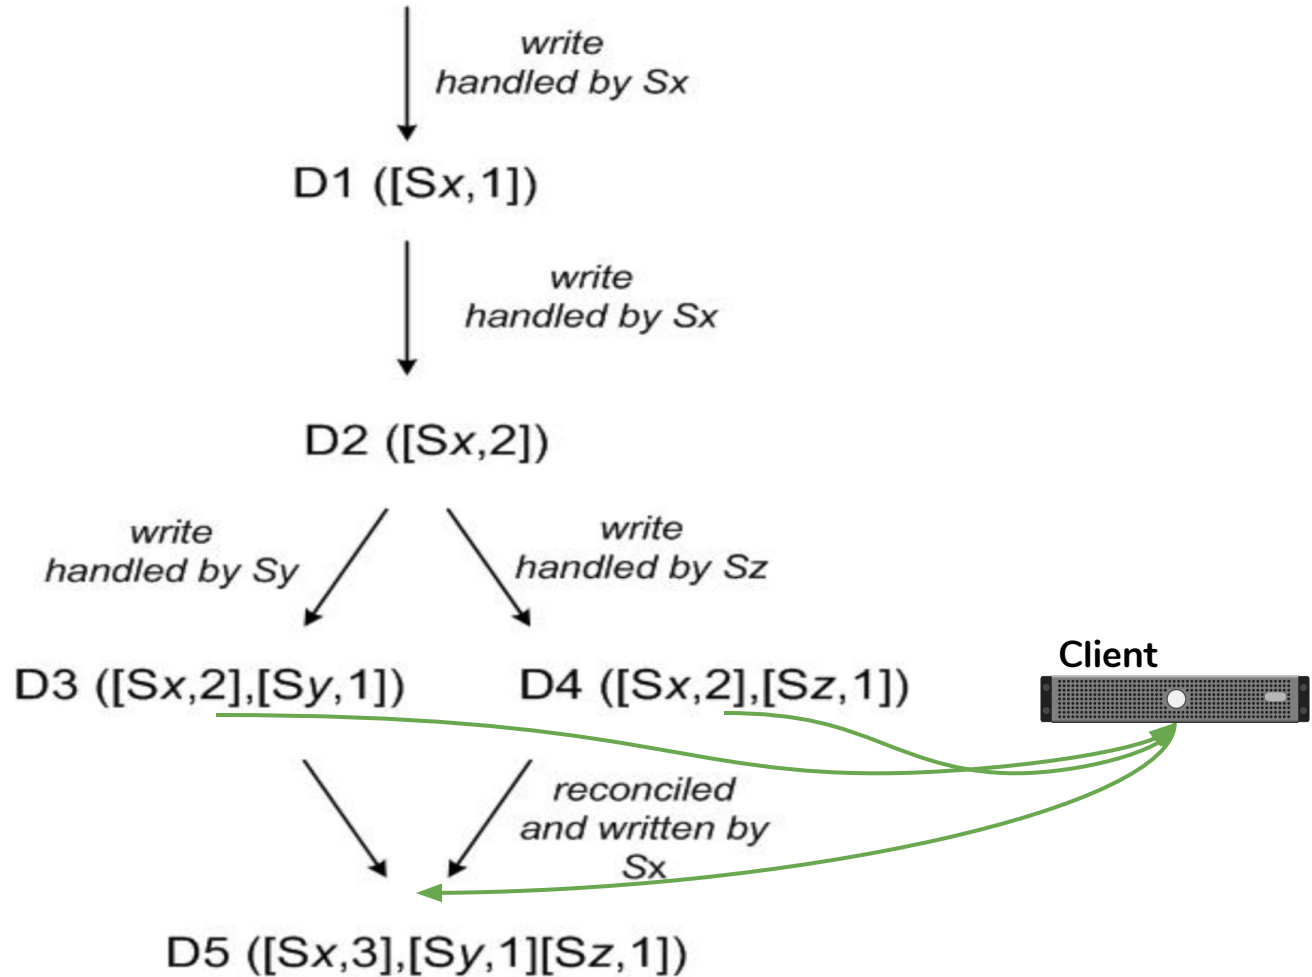 write
handled by Sx
D1 ([Sx,1])
write
handled by Sx
D2 ([Sx,2])
write
handled by Sy
write
handled by Sz
D3 ([Sx,2],[Sy,1])
D4 ([Sx,2],[Sz,1])
Client
reconciled
and written by
Sx
D5 ([Sx,3],[Sy,1][Sz,1])